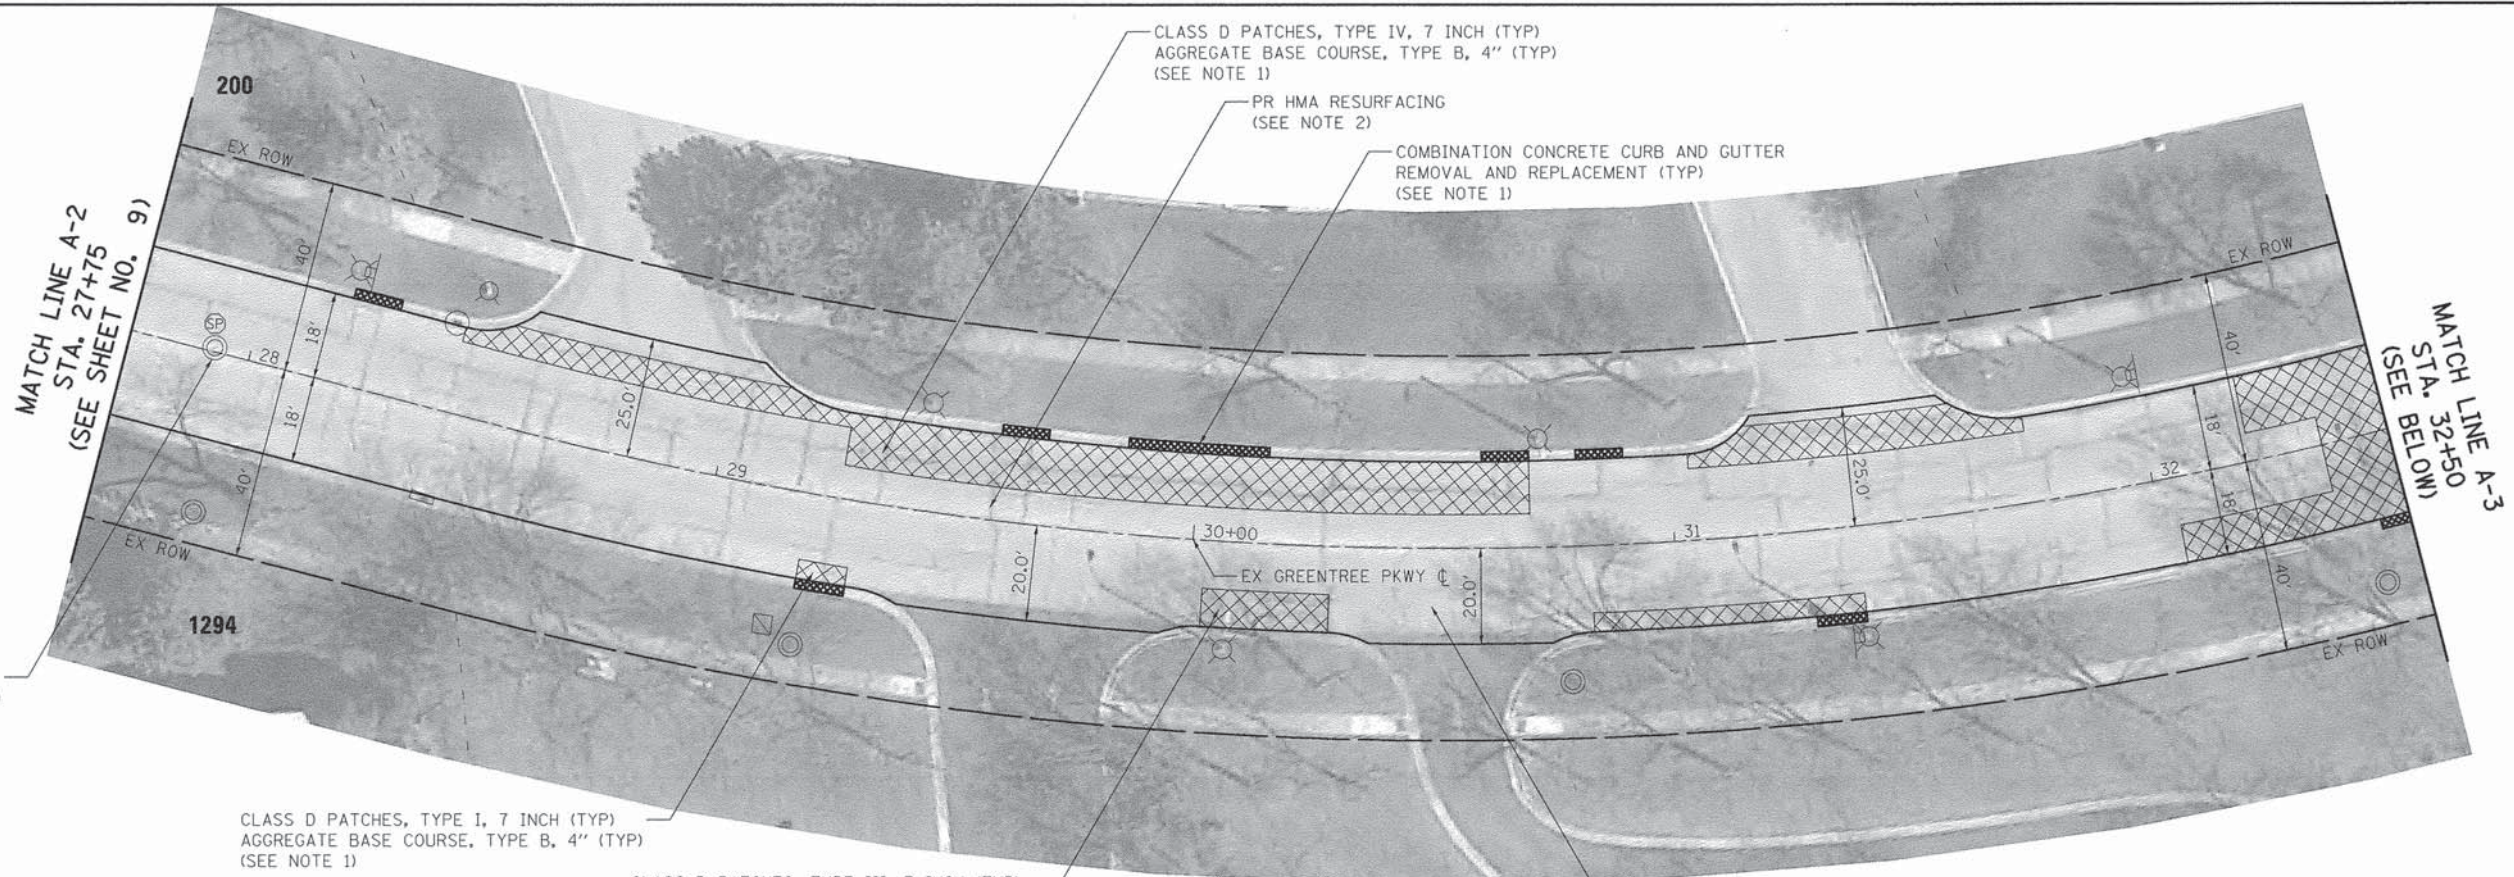 CLASS D PATCHES, TYPE IV, 7 INCH (TYP)
AGGREGATE BASE COURSE, TYPE B, 4" (TYP)
(SEE NOTE 1)
PR HMA RESURFACING
(SEE NOTE 2)
COMBINATION CONCRETE CURB AND GUTTER
REMOVAL AND REPLACEMENT (TYP)
(SEE NOTE 1)
200
EX ROW
MATCH LINE A-2
STA. 27+75
(SEE SHEET NO. 9)
40'
18'
SP
28
18'
40'
EX ROW
1294
25.0'
29
20.0'
30+00
EX GREENTREE PKWY ℄
20.0'
31
25.0'
32
EX ROW
40'
18'
18'
40'
EX ROW
MATCH LINE A-3
STA. 32+50
(SEE BELOW)
CLASS D PATCHES, TYPE I, 7 INCH (TYP)
AGGREGATE BASE COURSE, TYPE B, 4" (TYP)
(SEE NOTE 1)